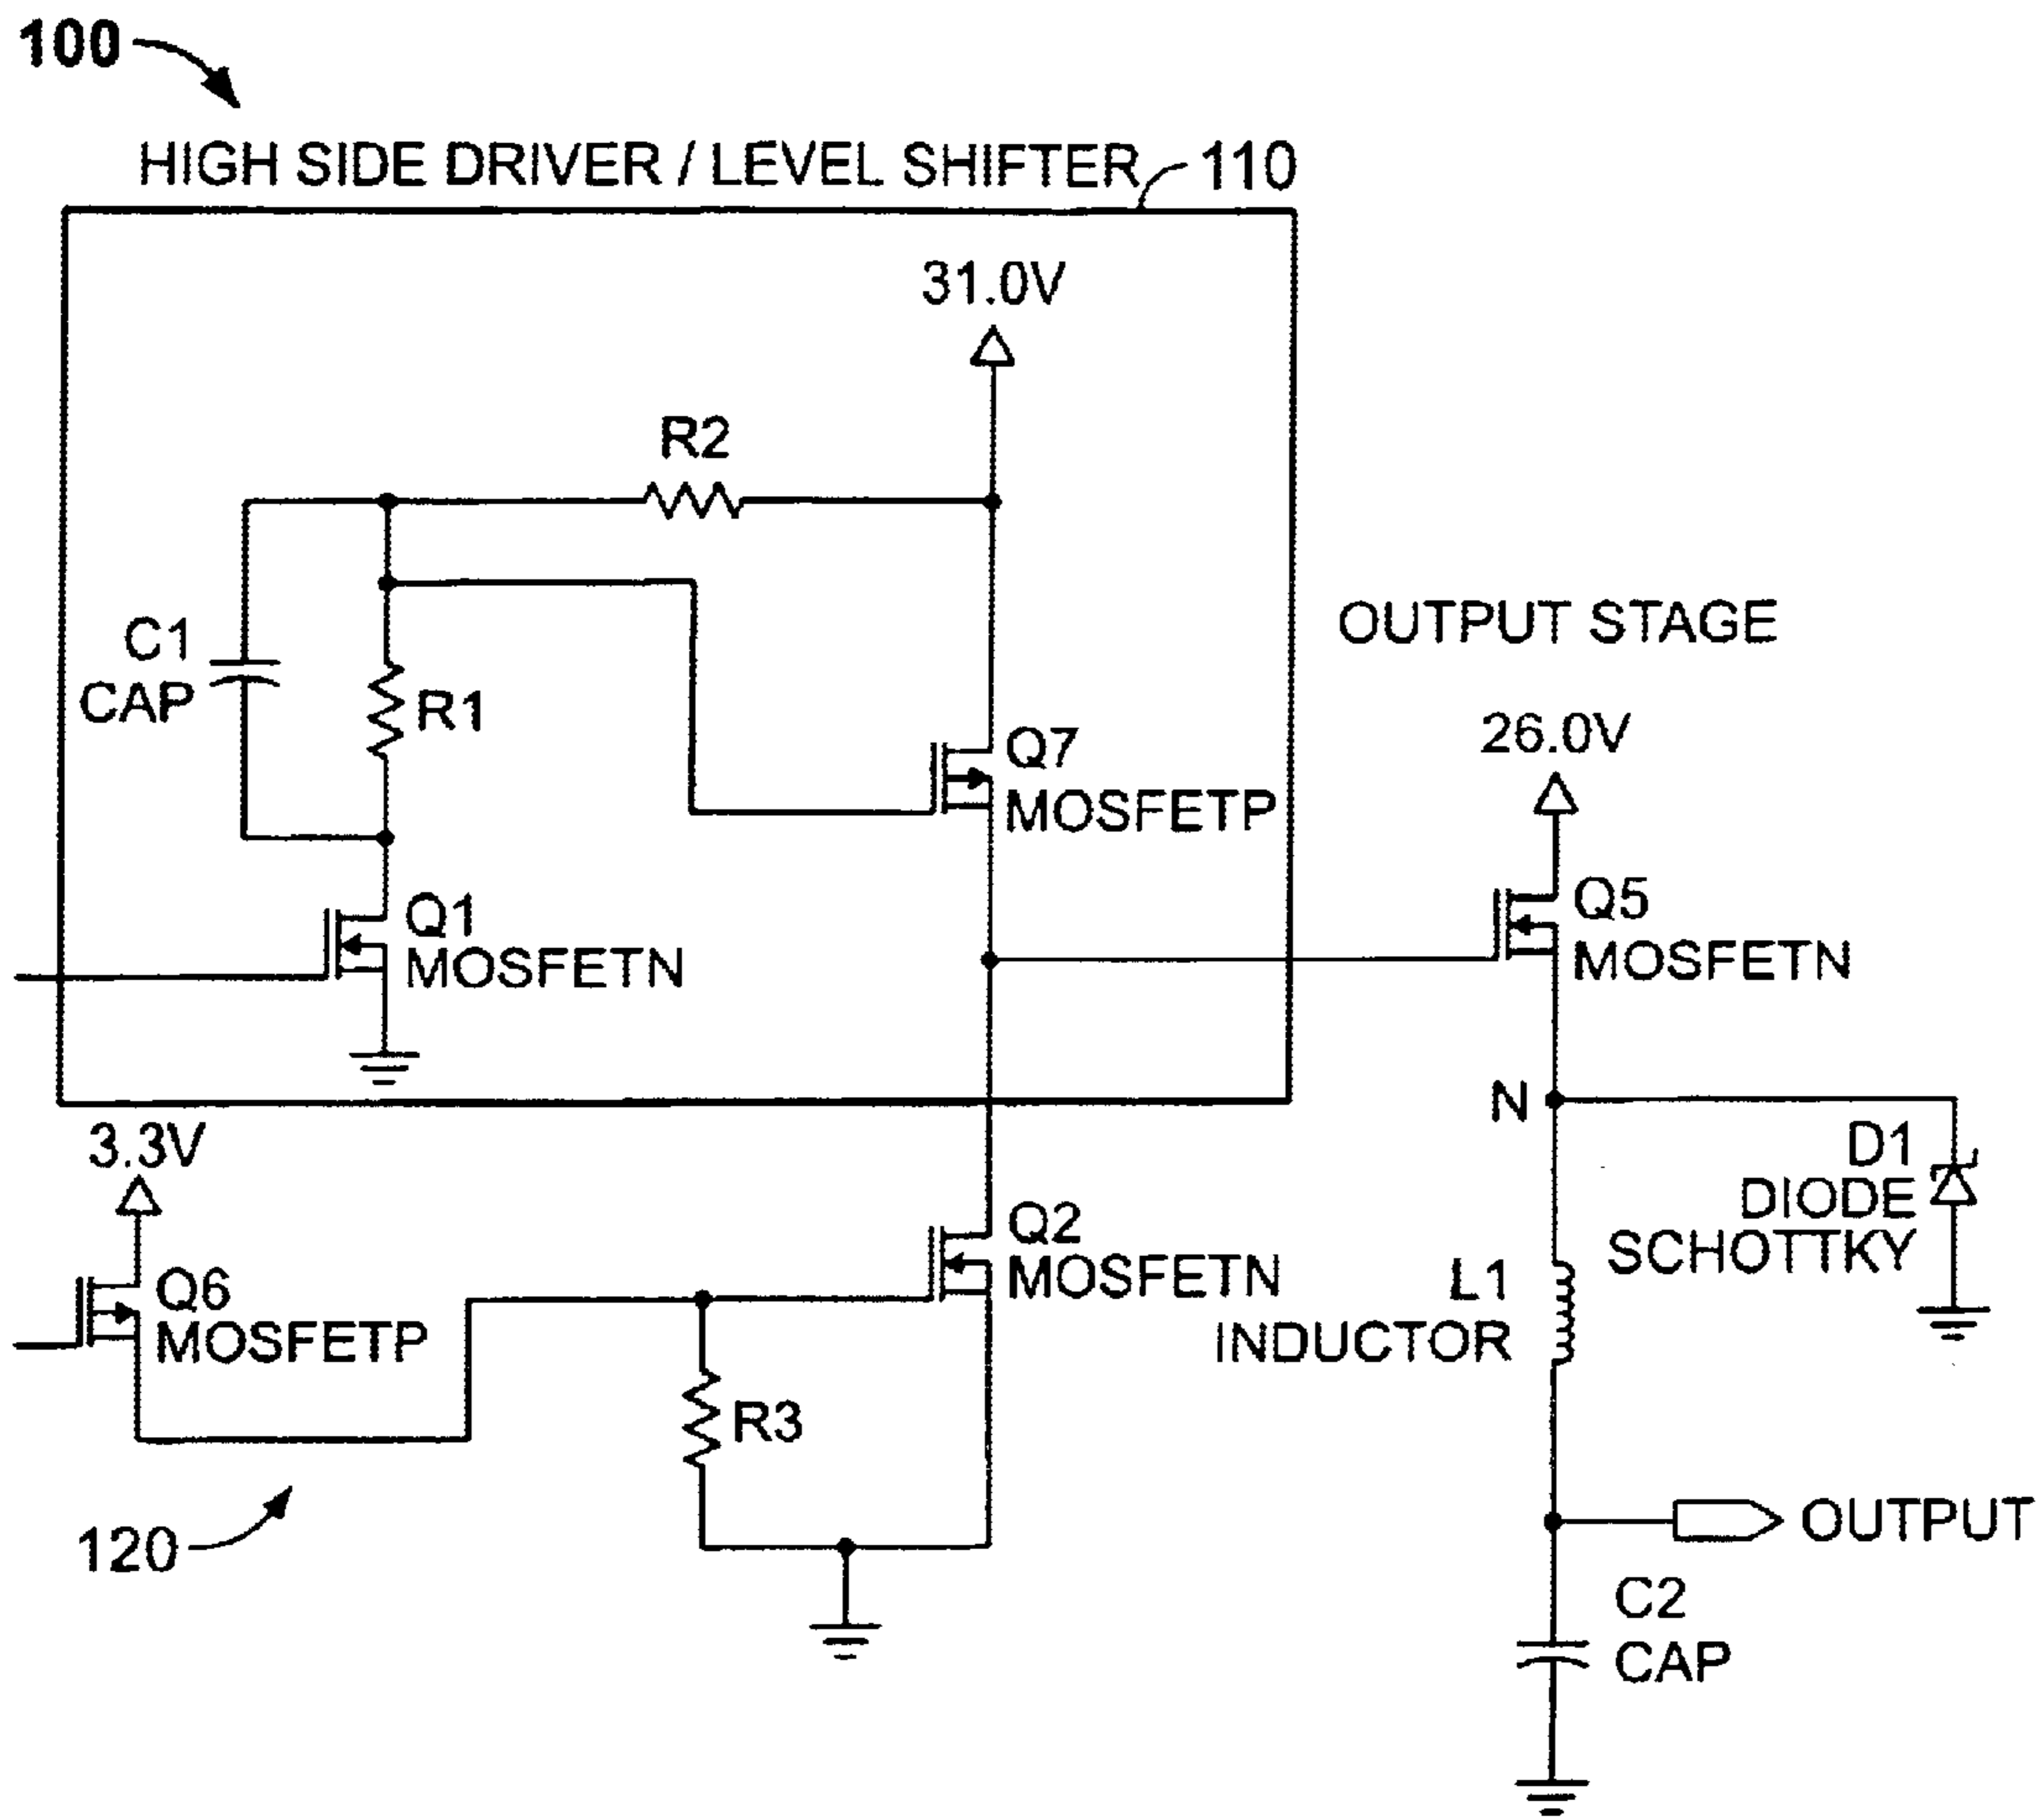 100
HIGH SIDE DRIVER / LEVEL SHIFTER
110
31.0V
R2
C1
CAP
R1
Q7
MOSFETP
OUTPUT STAGE
26.0V
Q1
MOSFETN
Q5
MOSFETN
N
3.3V
D1
DIODE
SCHOTTKY
Q6
MOSFETP
Q2
MOSFETN
L1
INDUCTOR
R3
120
OUTPUT
C2
CAP